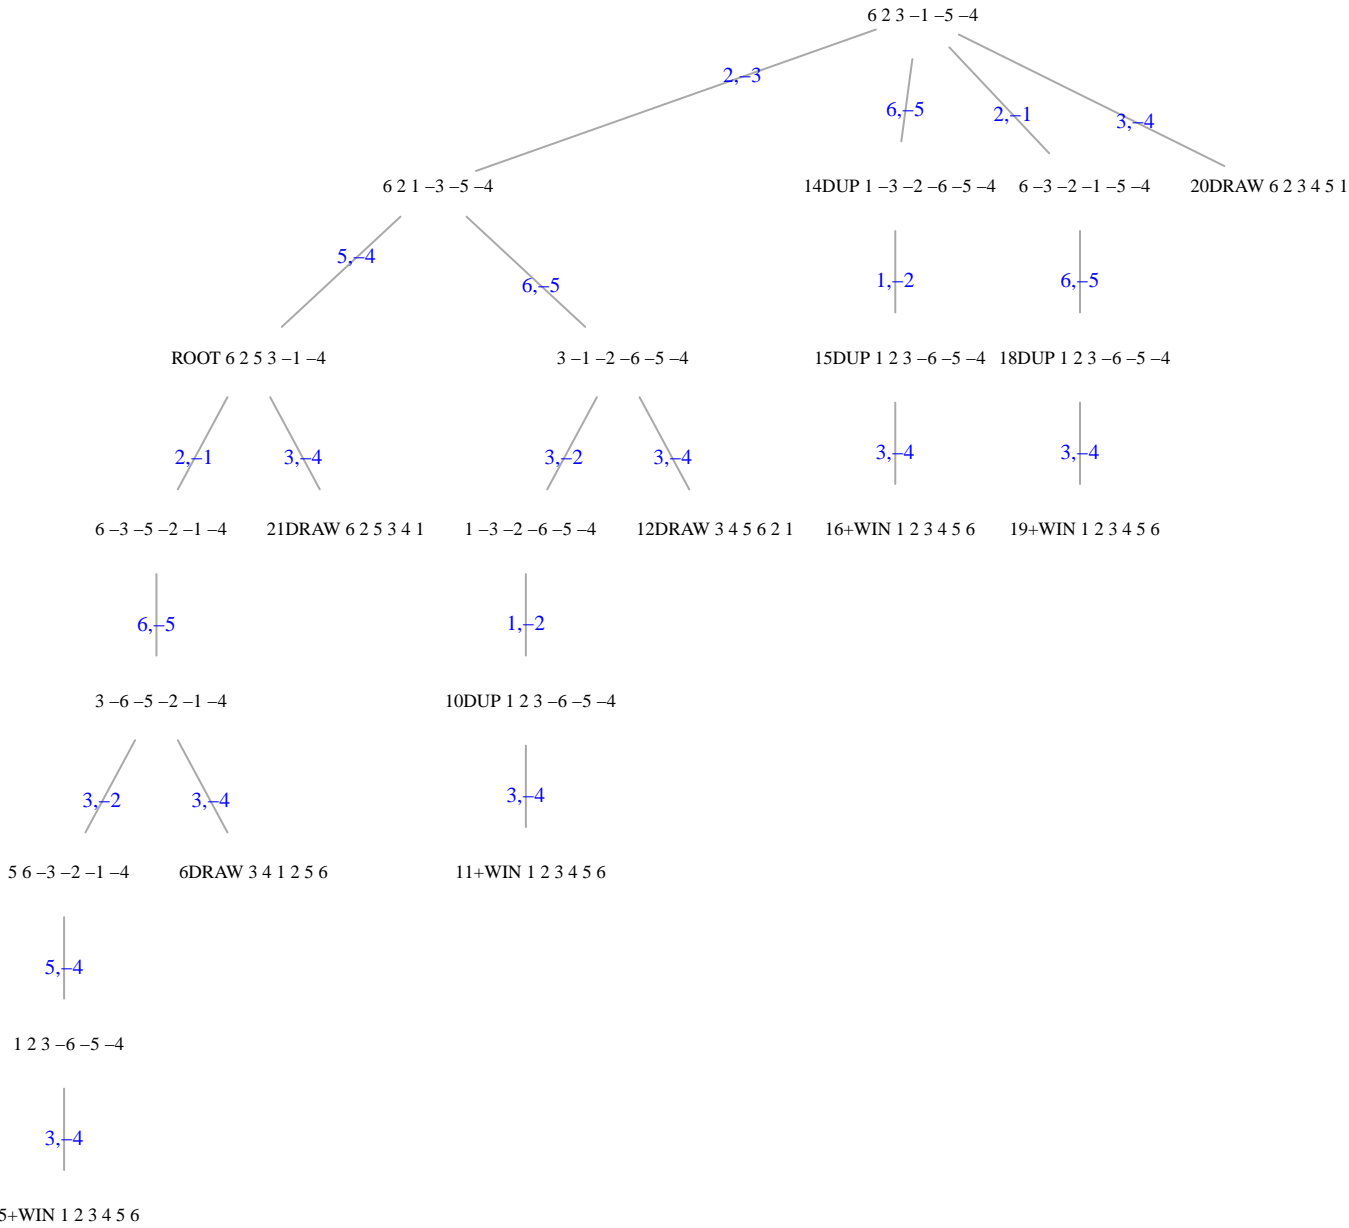 6 2 3 –1 –5 –4
2,–3
6,–5
2,–1
3,–4
6 2 1 –3 –5 –4
14DUP 1 –3 –2 –6 –5 –4
6 –3 –2 –1 –5 –4
20DRAW 6 2 3 4 5 1
5,–4
6,–5
1,–2
6,–5
ROOT 6 2 5 3 –1 –4
3 –1 –2 –6 –5 –4
15DUP 1 2 3 –6 –5 –4
18DUP 1 2 3 –6 –5 –4
2,–1
3,–4
3,–2
3,–4
3,–4
3,–4
6 –3 –5 –2 –1 –4
21DRAW 6 2 5 3 4 1
1 –3 –2 –6 –5 –4
12DRAW 3 4 5 6 2 1
16+WIN 1 2 3 4 5 6
19+WIN 1 2 3 4 5 6
6,–5
1,–2
3 –6 –5 –2 –1 –4
10DUP 1 2 3 –6 –5 –4
3,–2
3,–4
3,–4
5 6 –3 –2 –1 –4
6DRAW 3 4 1 2 5 6
11+WIN 1 2 3 4 5 6
5,–4
1 2 3 –6 –5 –4
3,–4
5+WIN 1 2 3 4 5 6